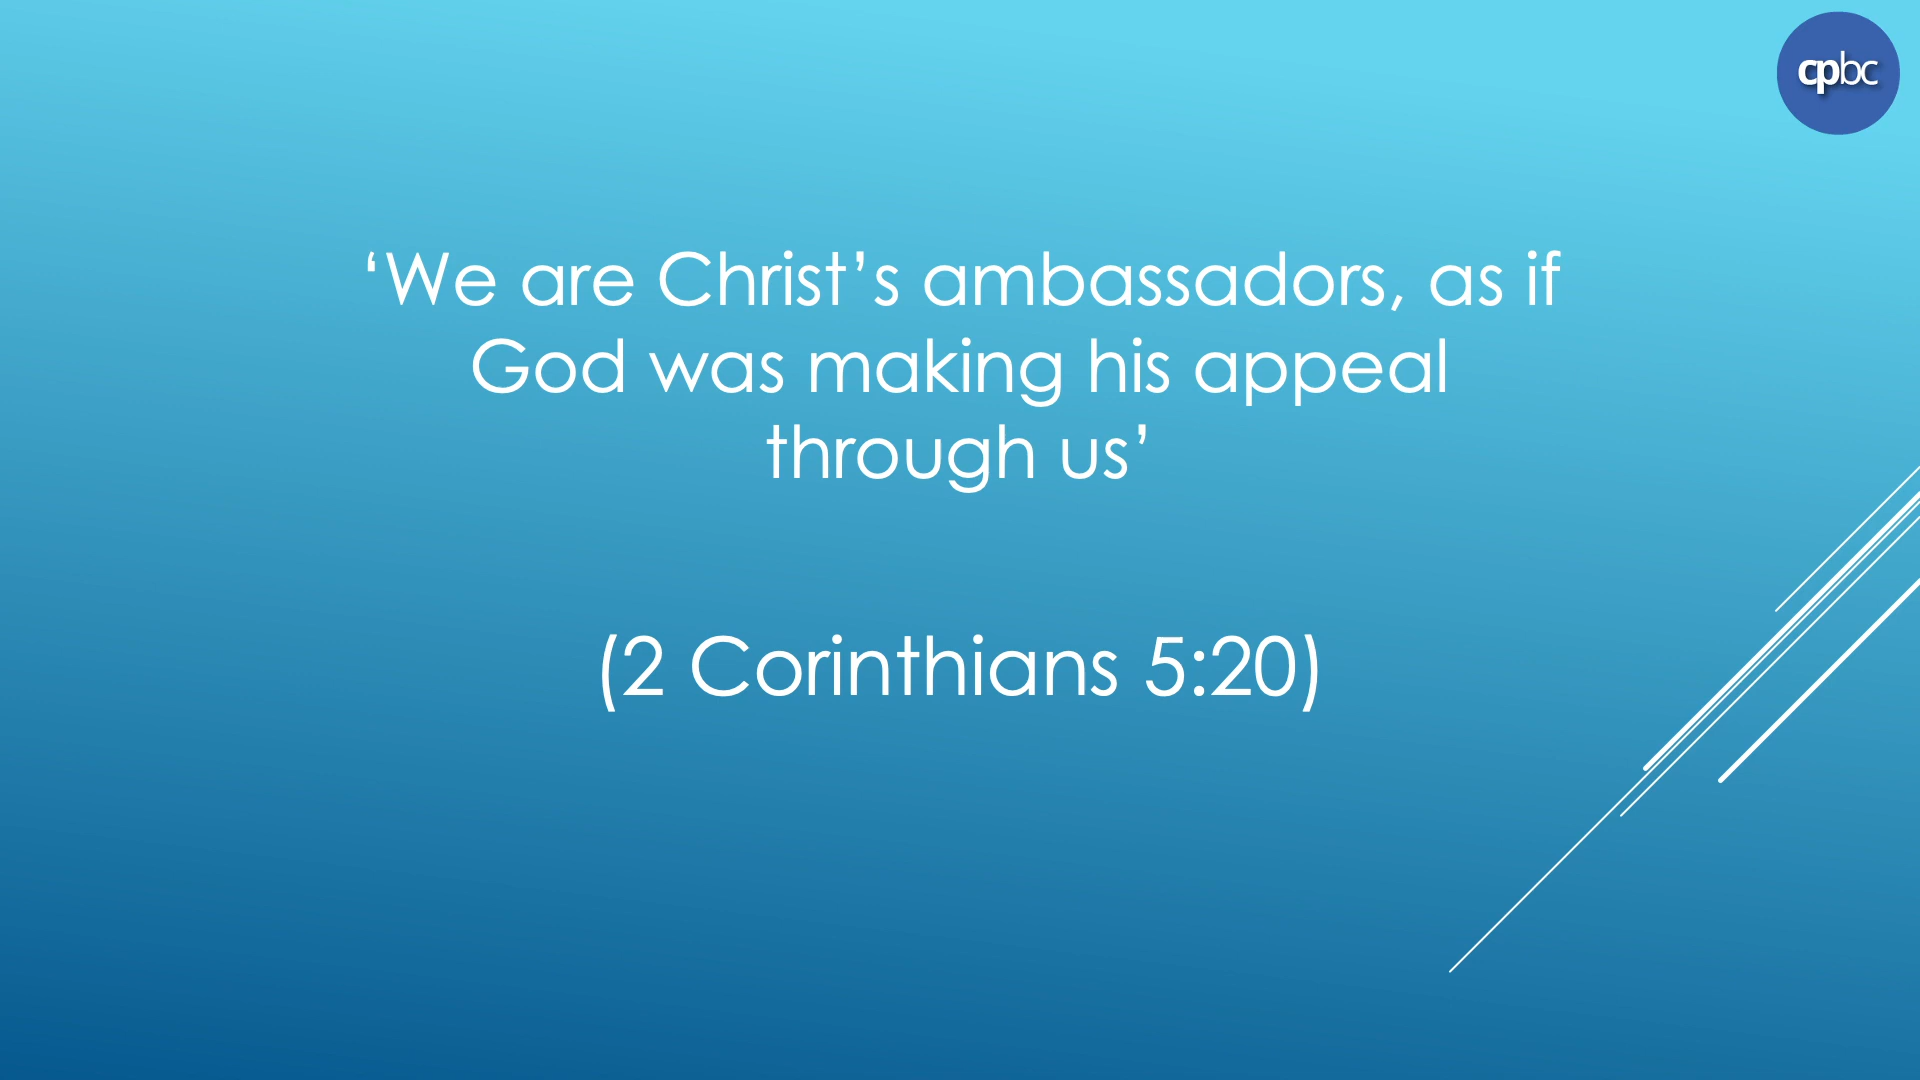 cpbc
‘We are Christ’s ambassadors, as if
God was making his appeal
through us’
(2 Corinthians 5:20)